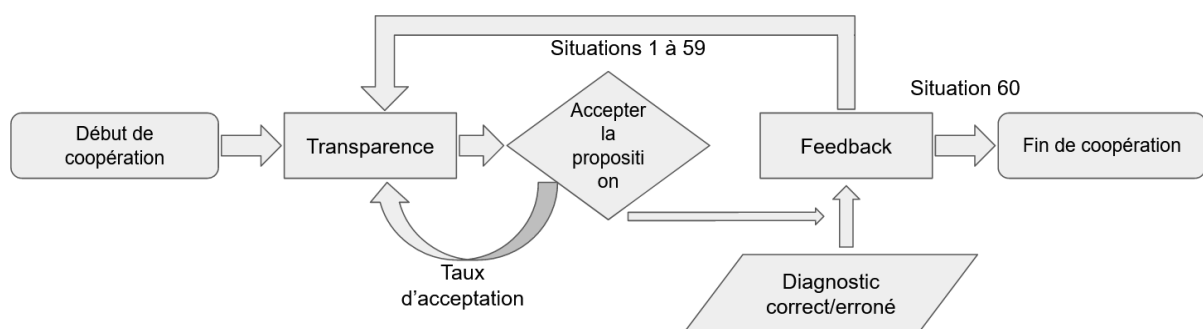 Situations 1 à 59
Situation 60
Début de
coopération
Transparence
Accepter
la
propositi
on
Feedback
Fin de coopération
Taux
d'acceptation
Diagnostic
correct/erroné